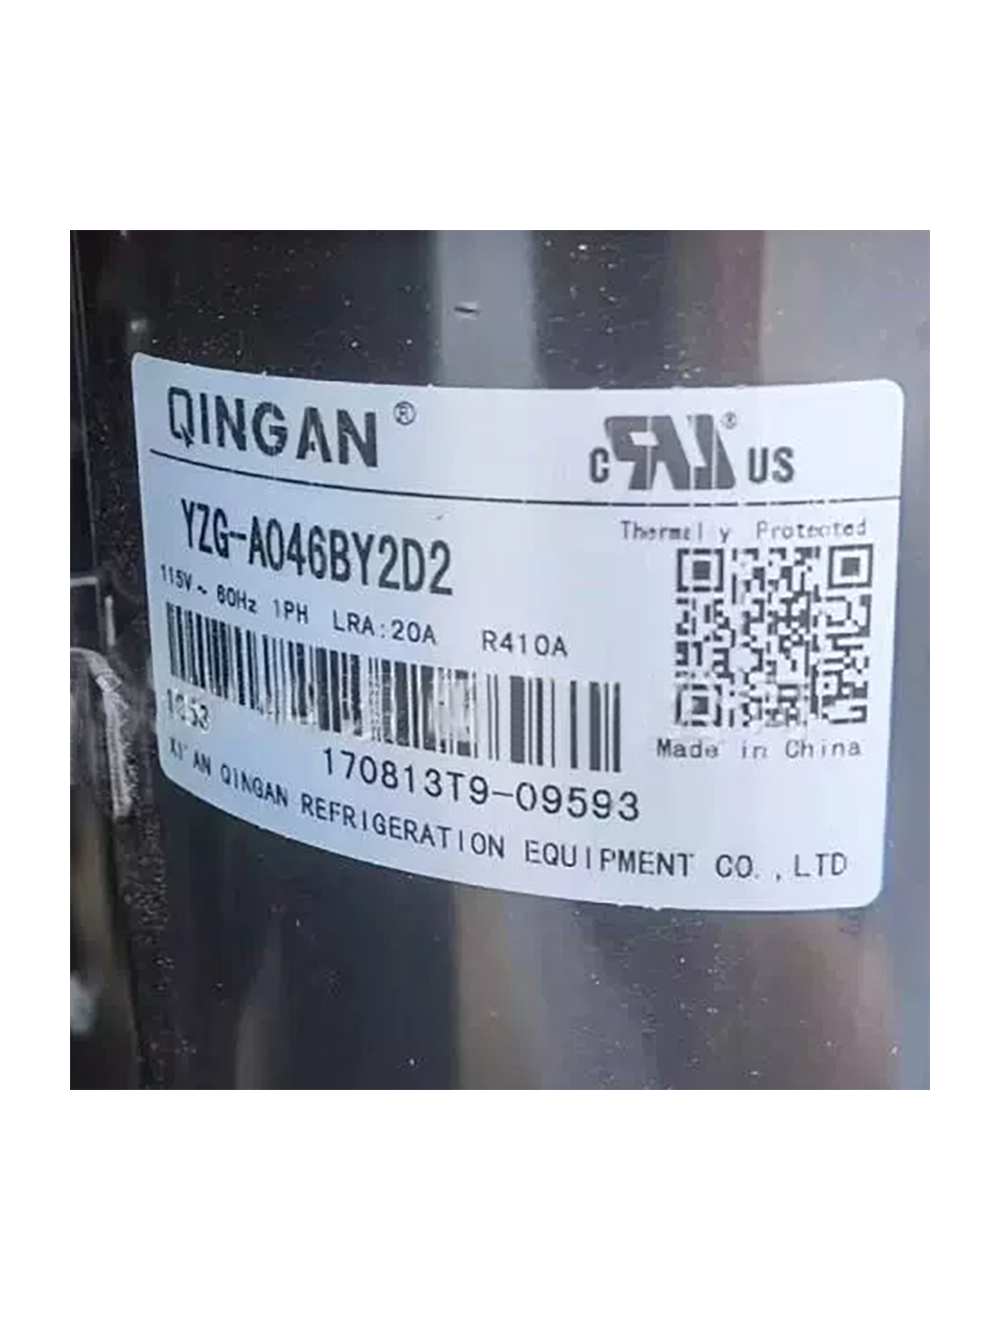 QINGAN®
c RU® US
YZG-A046BY2D2
Thermally Protected
115V~ 60Hz 1PH LRA:20A R410A
170813T9-09593
Made in China
XI'AN QINGAN REFRIGERATION EQUIPMENT CO.,LTD